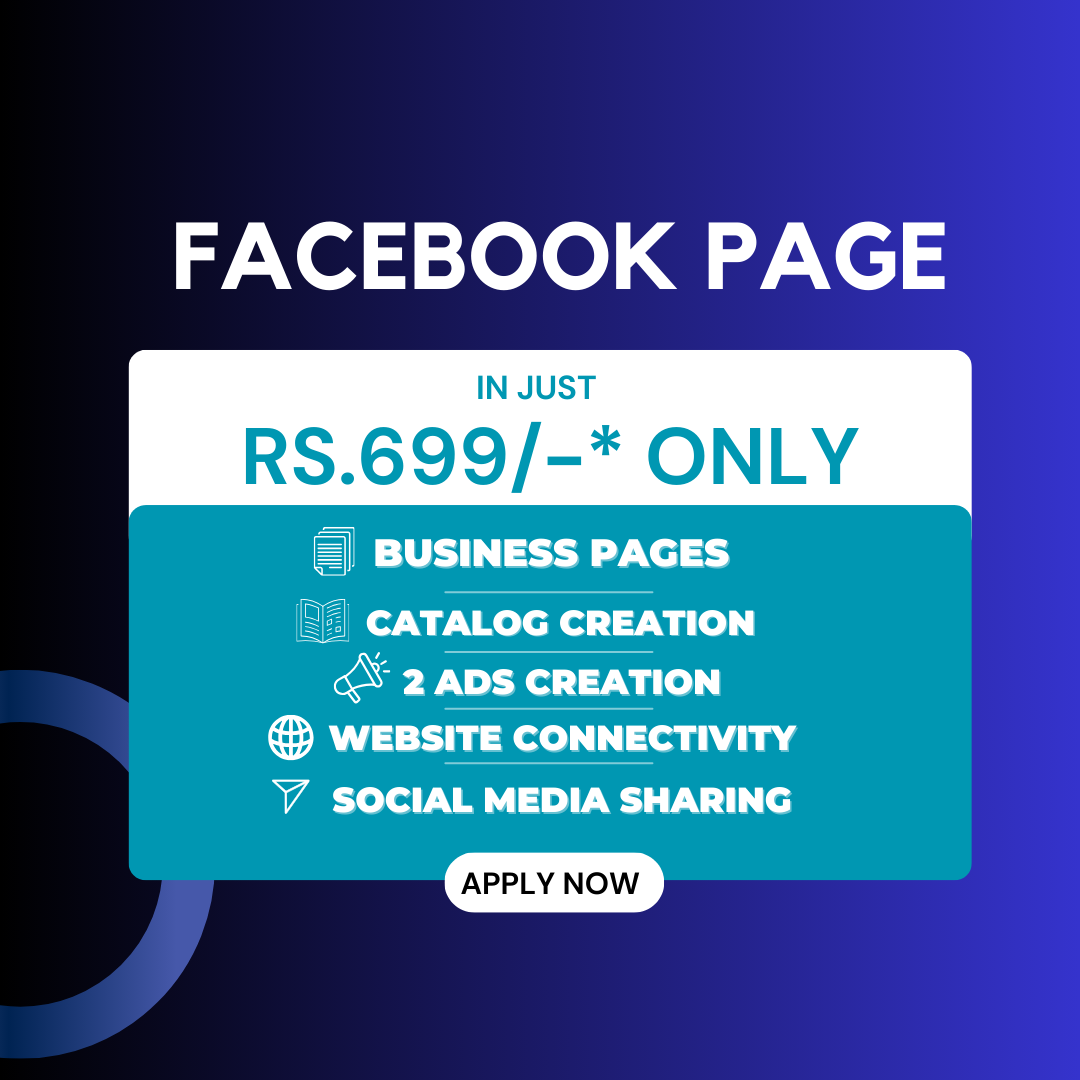 FACEBOOK PAGE
IN JUST
RS.699/-* ONLY
BUSINESS PAGES
CATALOG CREATION
2 ADS CREATION
WEBSITE CONNECTIVITY
SOCIAL MEDIA SHARING
APPLY NOW